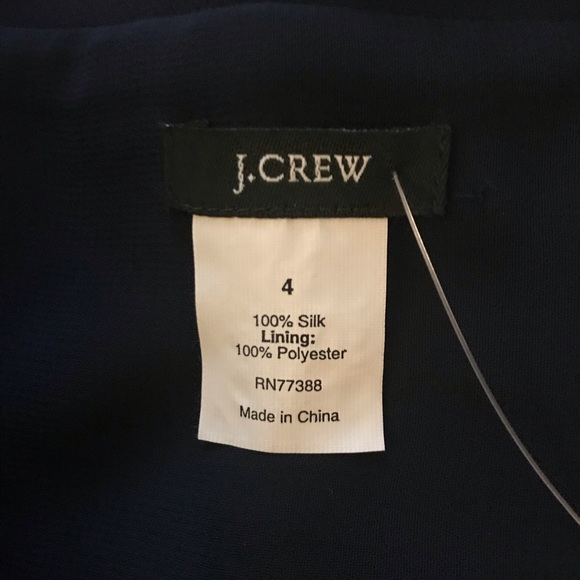 J.CREW
4
100% Silk
Lining:
100% Polyester
RN77388
Made in China